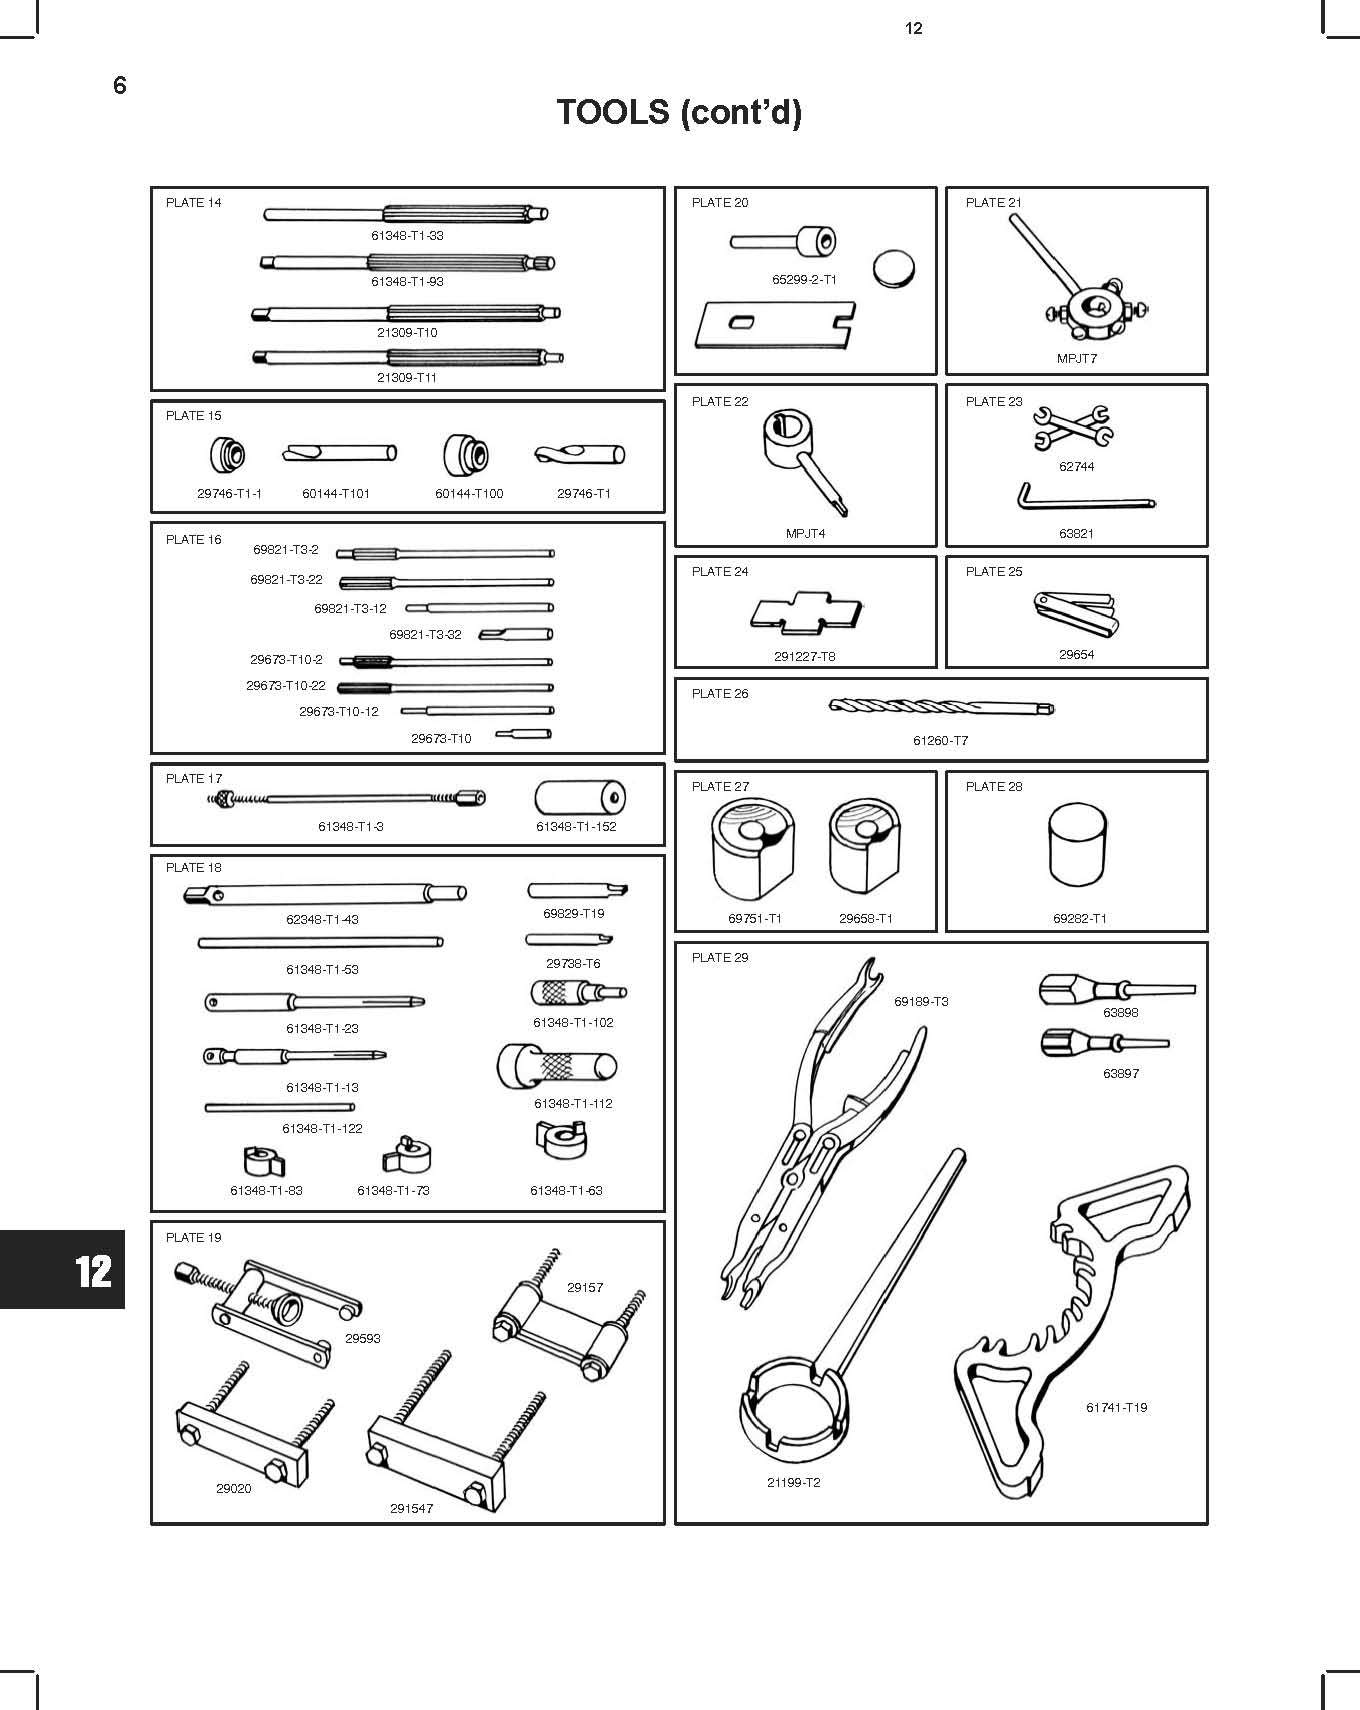 12
6
TOOLS (cont’d)
PLATE 14
61348-T1-33
61348-T1-93
21309-T10
21309-T11
PLATE 15
29746-T1-1 60144-T101 60144-T100 29746-T1
PLATE 16
69821-T3-2
69821-T3-22
69821-T3-12
69821-T3-32
29673-T10-2
29673-T10-22
29673-T10-12
29673-T10
PLATE 17
61348-T1-3 61348-T1-152
PLATE 18
62348-T1-43 69829-T19
61348-T1-53 29738-T6
61348-T1-23 61348-T1-102
61348-T1-13 61348-T1-112
61348-T1-122
61348-T1-83 61348-T1-73 61348-T1-63
12
PLATE 19
29157
29593
29020
291547
PLATE 20
65299-2-T1
PLATE 21
MPJT7
PLATE 22
MPJT4
PLATE 23
62744
63821
PLATE 24
291227-T8
PLATE 25
29654
PLATE 26
61260-T7
PLATE 27
69751-T1 29658-T1
PLATE 28
69282-T1
PLATE 29
69189-T3
63898
63897
61741-T19
21199-T2